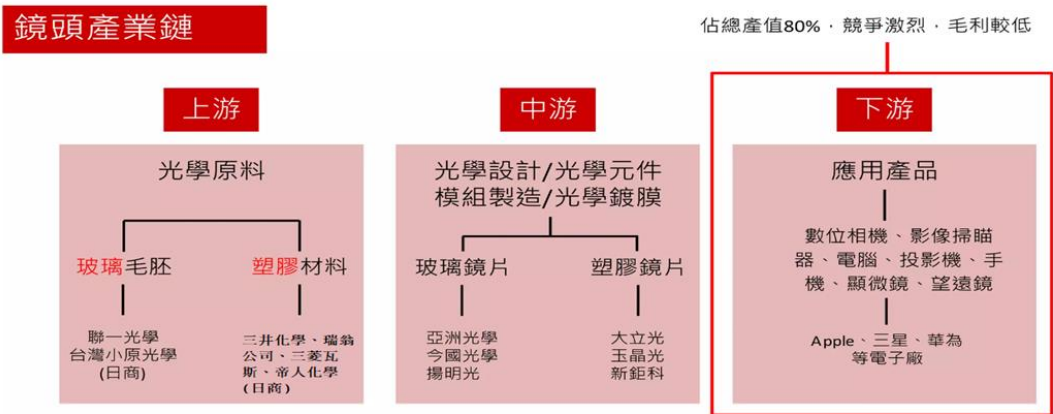 鏡頭產業鏈
佔總產值80%，競爭激烈，毛利較低
上游
光學原料
玻璃毛胚
塑膠材料
聯一光學
台灣小原光學
(日商)
三井化學、瑞翁
公司、三菱瓦
斯、帝人化學
(日商)
中游
光學設計/光學元件
模組製造/光學鍍膜
玻璃鏡片
塑膠鏡片
亞洲光學
今國光學
揚明光
大立光
玉晶光
新鉅科
下游
應用產品
數位相機、影像掃瞄
器、電腦、投影機、手
機、顯微鏡、望遠鏡
Apple、三星、華為
等電子廠